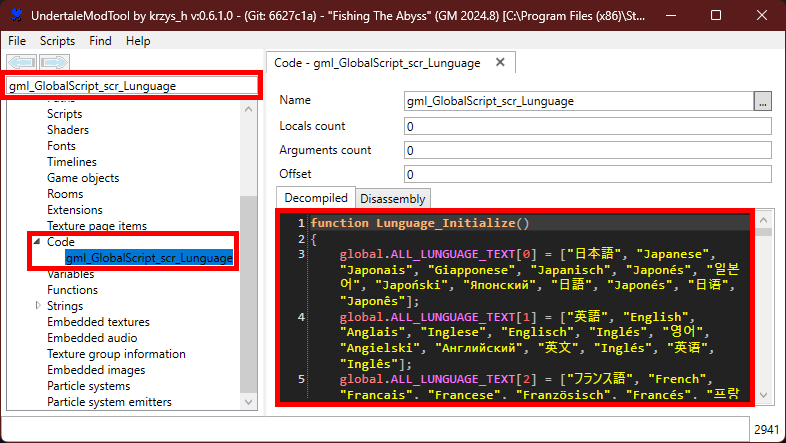 UndertaleModTool by krzys_h v:0.6.1.0 - (Git: 6627c1a) - "Fishing The Abyss" (GM 2024.8) [C:\Program Files (x86)\St...
File Scripts Find Help
gml_GlobalScript_scr_Lunguage
Paths
Scripts
Shaders
Fonts
Timelines
Game objects
Rooms
Extensions
Texture page items
Code
gml_GlobalScript_scr_Lunguage
Variables
Functions
Strings
Embedded textures
Embedded audio
Texture group information
Embedded images
Particle systems
Particle system emitters
Code - gml_GlobalScript_scr_Lunguage
Name gml_GlobalScript_scr_Lunguage ...
Locals count 0
Arguments count 0
Offset 0
Decompiled Disassembly
1 function Lunguage_Initialize()
2 {
3 global.ALL_LUNGUAGE_TEXT[0] = ["日本語", "Japanese",
"Japonais", "Giapponese", "Japanisch", "Japonés", "일본
어", "Japoński", "Японский", "日語", "Japonés", "日语",
"Japonês"];
4 global.ALL_LUNGUAGE_TEXT[1] = ["英語", "English",
"Anglais", "Inglese", "Englisch", "Inglés", "영어",
"Angielski", "Английский", "英文", "Inglés", "英语",
"Inglês"];
5 global.ALL_LUNGUAGE_TEXT[2] = ["フランス語", "French",
"Français", "Francese", "Französisch", "Francés", "프랑
2941